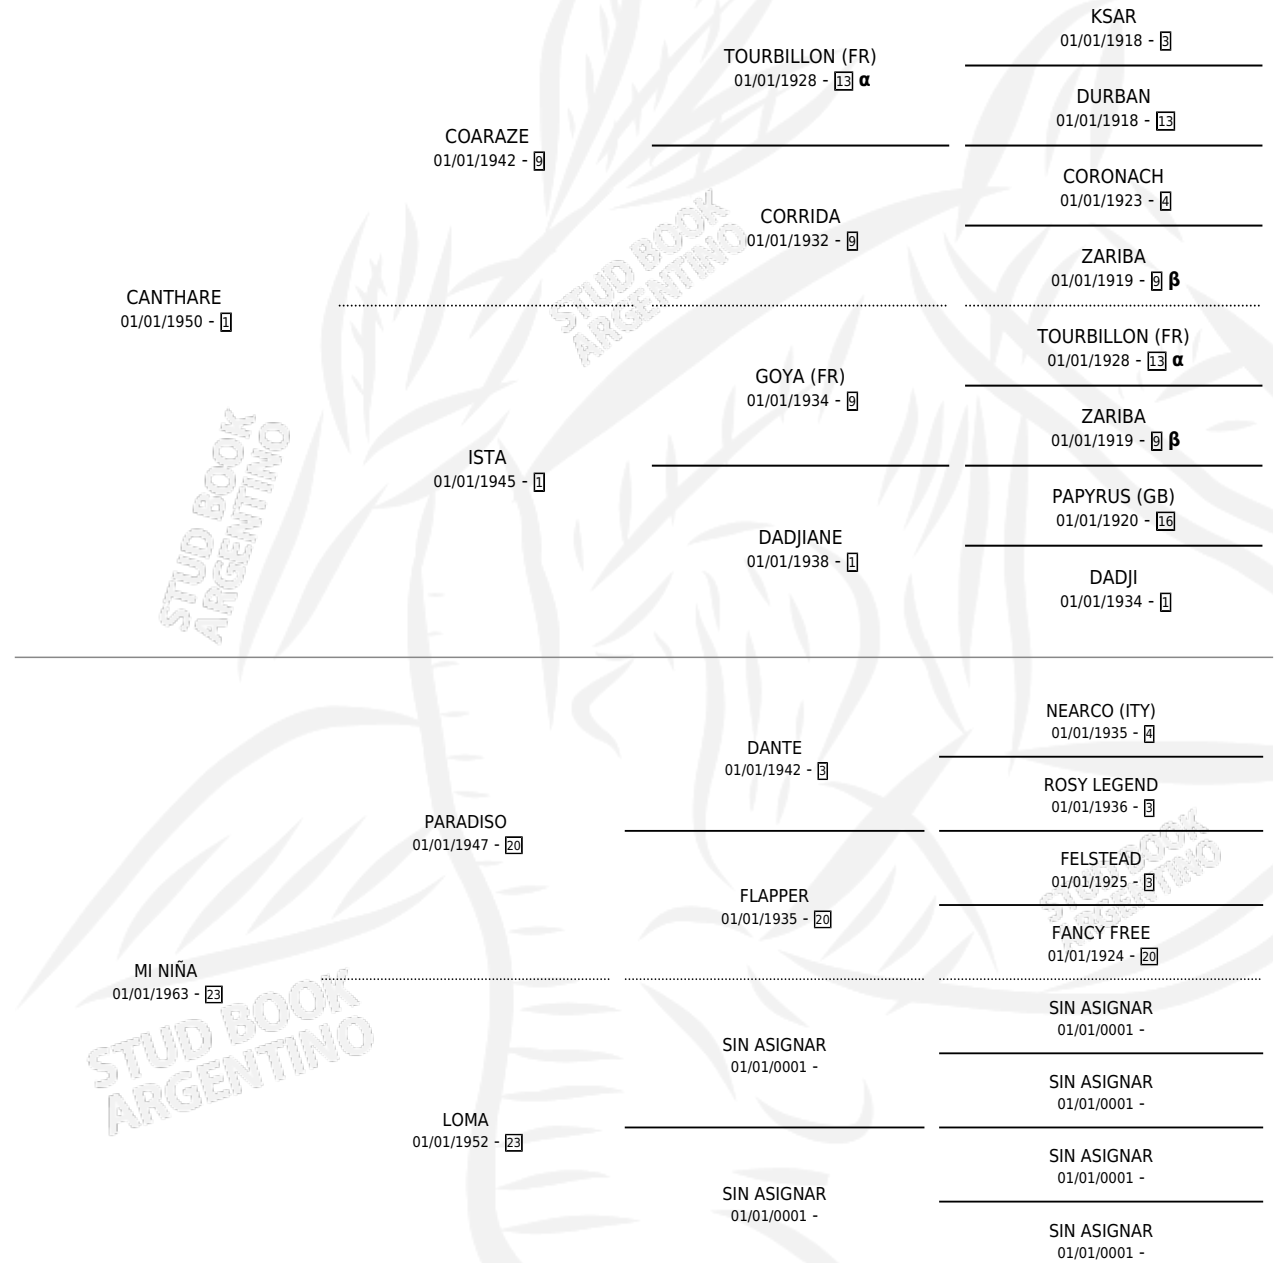 KSAR
01/01/1918 - 3
TOURBILLON (FR)
01/01/1928 - 13 α
DURBAN
01/01/1918 - 13
COARAZE
01/01/1942 - 9
CORONACH
01/01/1923 - 4
CORRIDA
01/01/1932 - 9
ZARIBA
01/01/1919 - 9 β
CANTHARE
01/01/1950 - 1
TOURBILLON (FR)
01/01/1928 - 13 α
GOYA (FR)
01/01/1934 - 9
ZARIBA
01/01/1919 - 9 β
ISTA
01/01/1945 - 1
PAPYRUS (GB)
01/01/1920 - 16
DADJIANE
01/01/1938 - 1
DADJI
01/01/1934 - 1
NEARCO (ITY)
01/01/1935 - 4
DANTE
01/01/1942 - 3
ROSY LEGEND
01/01/1936 - 3
PARADISO
01/01/1947 - 20
FELSTEAD
01/01/1925 - 3
FLAPPER
01/01/1935 - 20
FANCY FREE
01/01/1924 - 20
MI NIÑA
01/01/1963 - 23
SIN ASIGNAR
01/01/0001 -
SIN ASIGNAR
01/01/0001 -
SIN ASIGNAR
01/01/0001 -
LOMA
01/01/1952 - 23
SIN ASIGNAR
01/01/0001 -
SIN ASIGNAR
01/01/0001 -
SIN ASIGNAR
01/01/0001 -
STUD BOOK
ARGENTINO
STUD BOOK
ARGENTINO
STUD BOOK
ARGENTINO
STUD BOOK
ARGENTINO